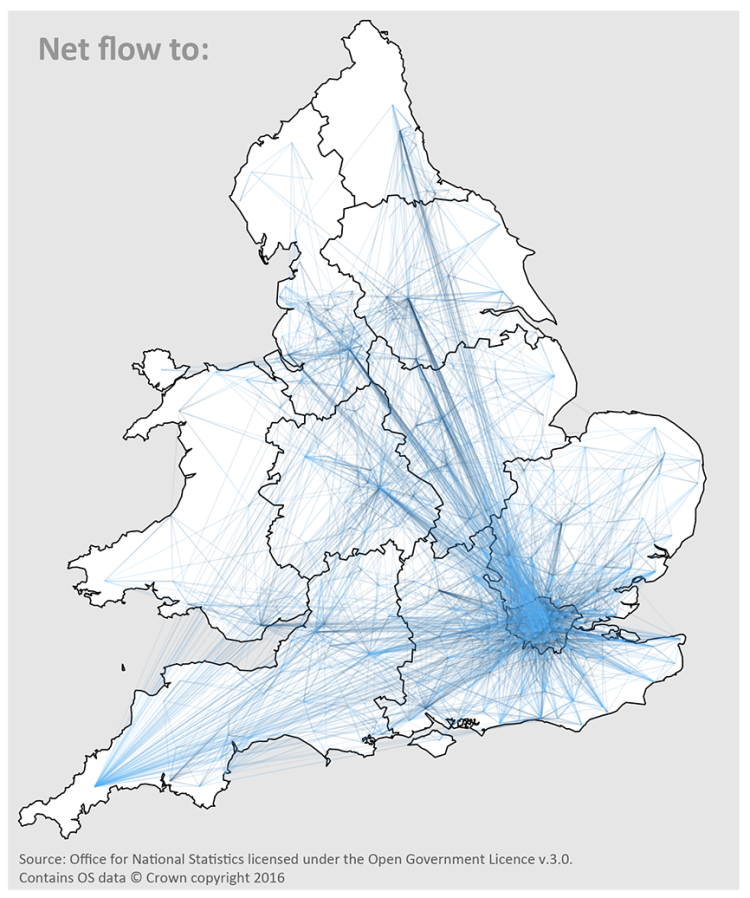 Net flow to:
Source: Office for National Statistics licensed under the Open Government Licence v.3.0.
Contains OS data © Crown copyright 2016